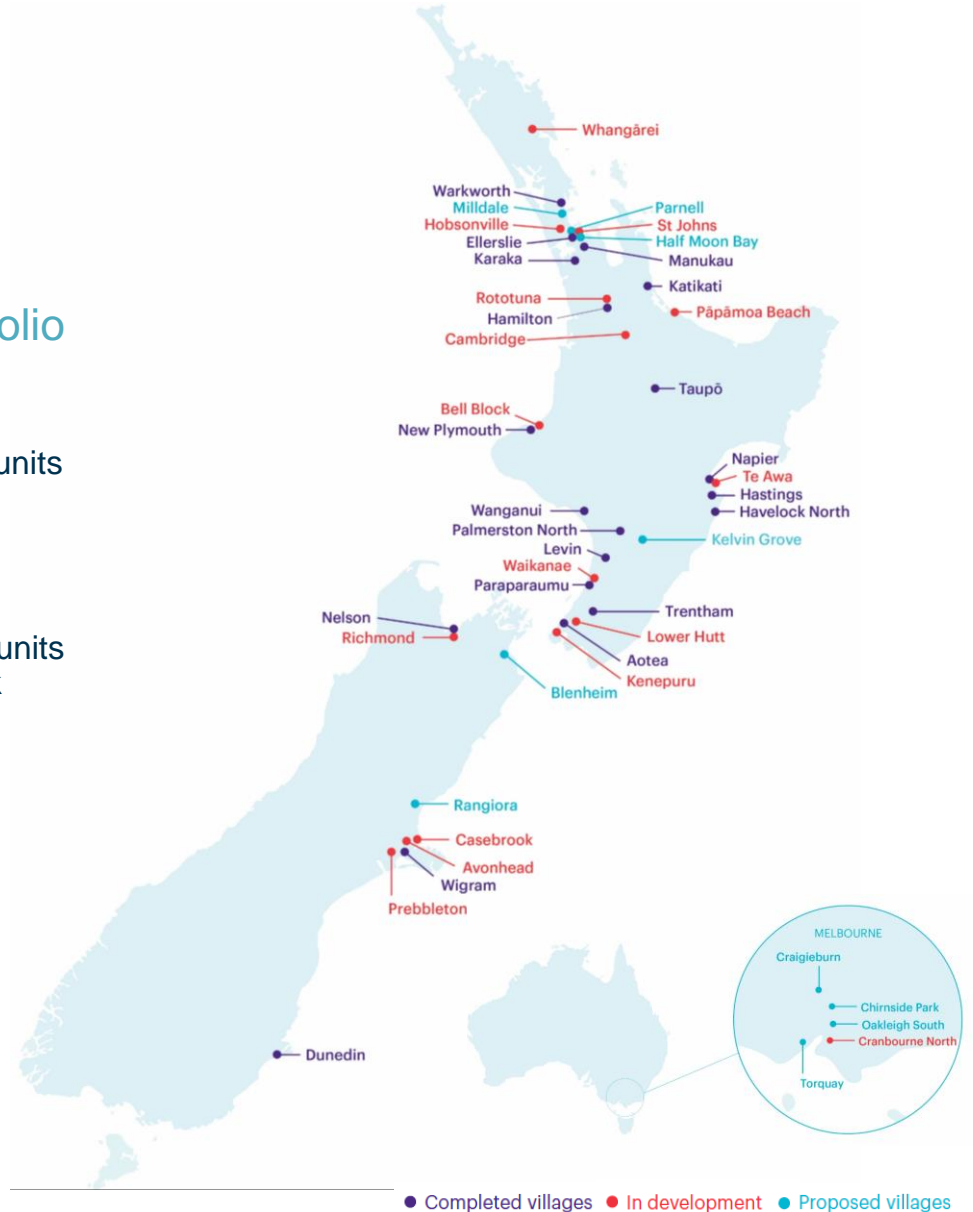 Whangārei
Warkworth
Milldale
Parnell
Hobsonville
St Johns
Ellerslie
Half Moon Bay
Karaka
Manukau
Katikati
Rototuna
Pāpāmoa Beach
Hamilton
olio
Cambridge
Taupō
Bell Block
New Plymouth
units
Napier
Te Awa
Hastings
Wanganui
Havelock North
Palmerston North
Kelvin Grove
Levin
Waikanae
Paraparaumu
Trentham
Nelson
Richmond
Lower Hutt
units
Aotea
Kenepuru
Blenheim
Rangiora
Casebrook
Avonhead
Wigram
Prebbleton
MELBOURNE
Craigieburn
Chirnside Park
Oakleigh South
Cranbourne North
Dunedin
Torquay
Completed villages In development Proposed villages